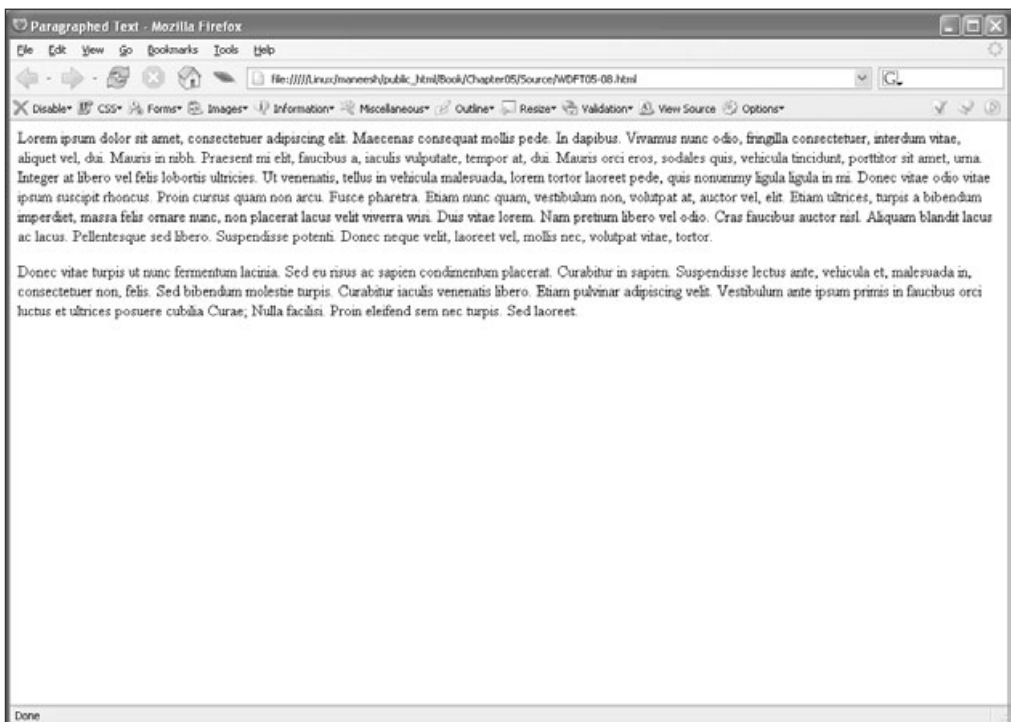 Paragraphed Text - Mozilla Firefox
File Edit View Go Bookmarks Tools Help
file://///Linux/maneesh/public_html/Book/Chapter05/Source/WDFT05-08.html G
Disable CSS Forms Images Information Miscellaneous Outline Resize Validation View Source Options
Lorem ipsum dolor sit amet, consectetuer adipiscing elit. Maecenas consequat mollis pede. In dapibus. Vivamus nunc odio, fringilla consectetuer, interdum vitae,
aliquet vel, dui. Mauris in nibh. Praesent mi elit, faucibus a, iaculis vulputate, tempor at, dui. Mauris orci eros, sodales quis, vehicula tincidunt, porttitor sit amet, urna.
Integer at libero vel felis lobortis ultricies. Ut venenatis, tellus in vehicula malesuada, lorem tortor laoreet pede, quis nonummy ligula ligula in mi. Donec vitae odio vitae
ipsum suscipit rhoncus. Proin cursus quam non arcu. Fusce pharetra. Etiam nunc quam, vestibulum non, volutpat at, auctor vel, elit. Etiam ultrices, turpis a bibendum
imperdiet, massa felis ornare nunc, non placerat lacus velit viverra wisi. Duis vitae lorem. Nam pretium libero vel odio. Cras faucibus auctor nisl. Aliquam blandit lacus
ac lacus. Pellentesque sed libero. Suspendisse potenti. Donec neque velit, laoreet vel, mollis nec, volutpat vitae, tortor.
Donec vitae turpis ut nunc fermentum lacinia. Sed eu risus ac sapien condimentum placerat. Curabitur in sapien. Suspendisse lectus ante, vehicula et, malesuada in,
consectetuer non, felis. Sed bibendum molestie turpis. Curabitur iaculis venenatis libero. Etiam pulvinar adipiscing velit. Vestibulum ante ipsum primis in faucibus orci
luctus et ultrices posuere cubilia Curae; Nulla facilisi. Proin eleifend sem nec turpis. Sed laoreet.
Done